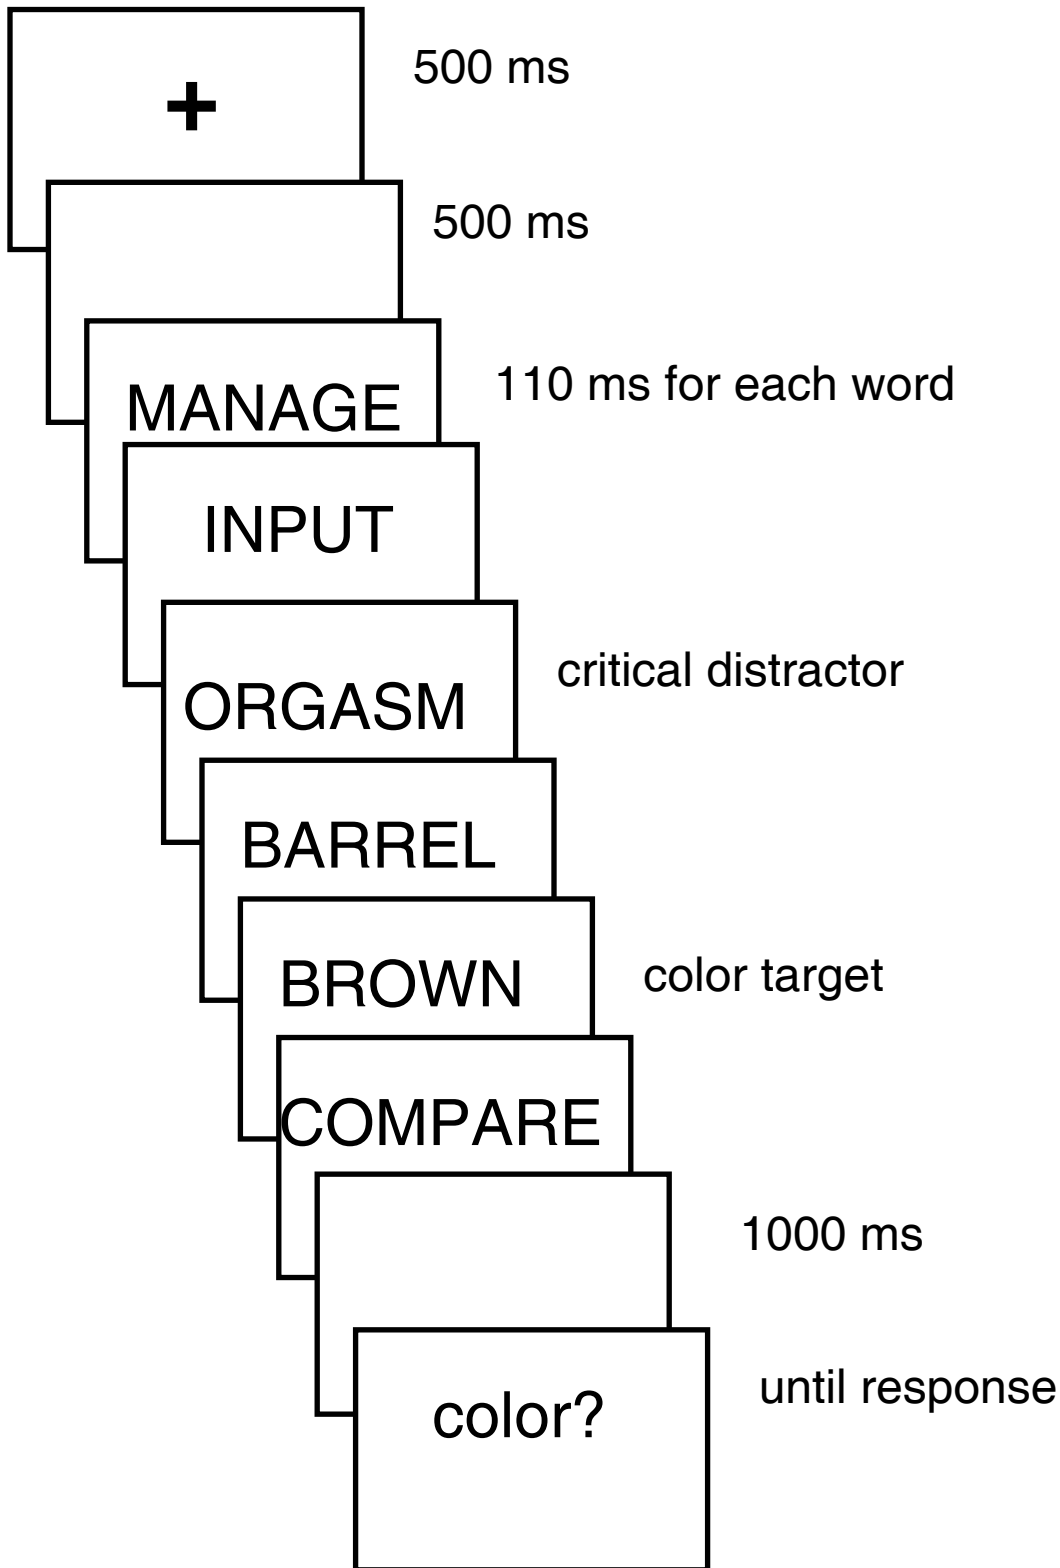 +
500 ms
500 ms
MANAGE
110 ms for each word
INPUT
ORGASM
critical distractor
BARREL
BROWN
color target
COMPARE
1000 ms
color?
until response